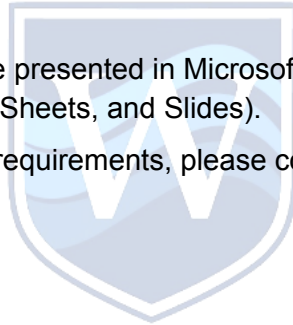 e presented in Microsof
Sheets, and Slides).
requirements, please co
W